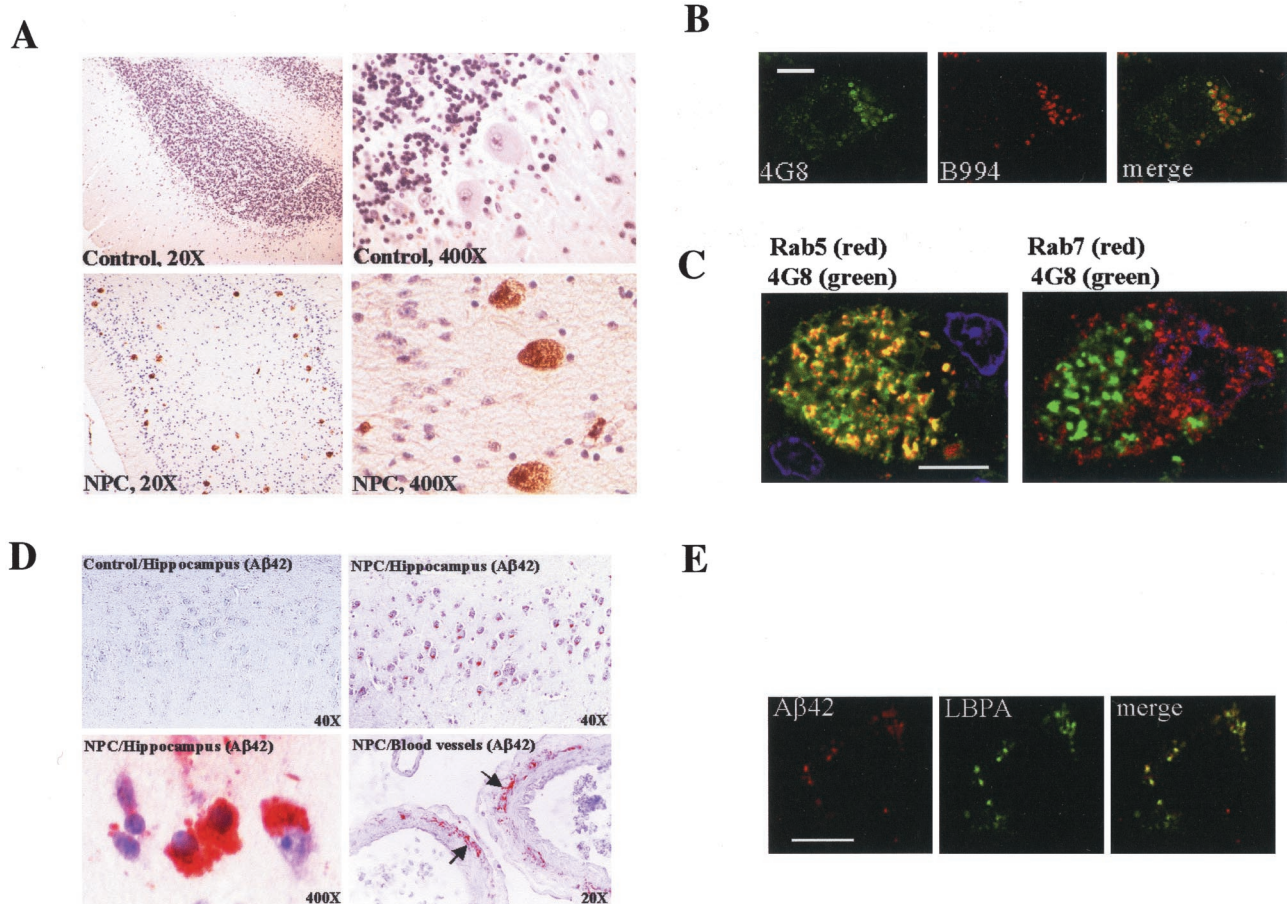 A
Control, 20X
Control, 400X
NPC, 20X
NPC, 400X
B
4G8
B994
merge
C
Rab5 (red)
4G8 (green)
Rab7 (red)
4G8 (green)
D
Control/Hippocampus (Aβ42)
40X
NPC/Hippocampus (Aβ42)
40X
NPC/Hippocampus (Aβ42)
400X
NPC/Blood vessels (Aβ42)
20X
E
Aβ42
LBPA
merge